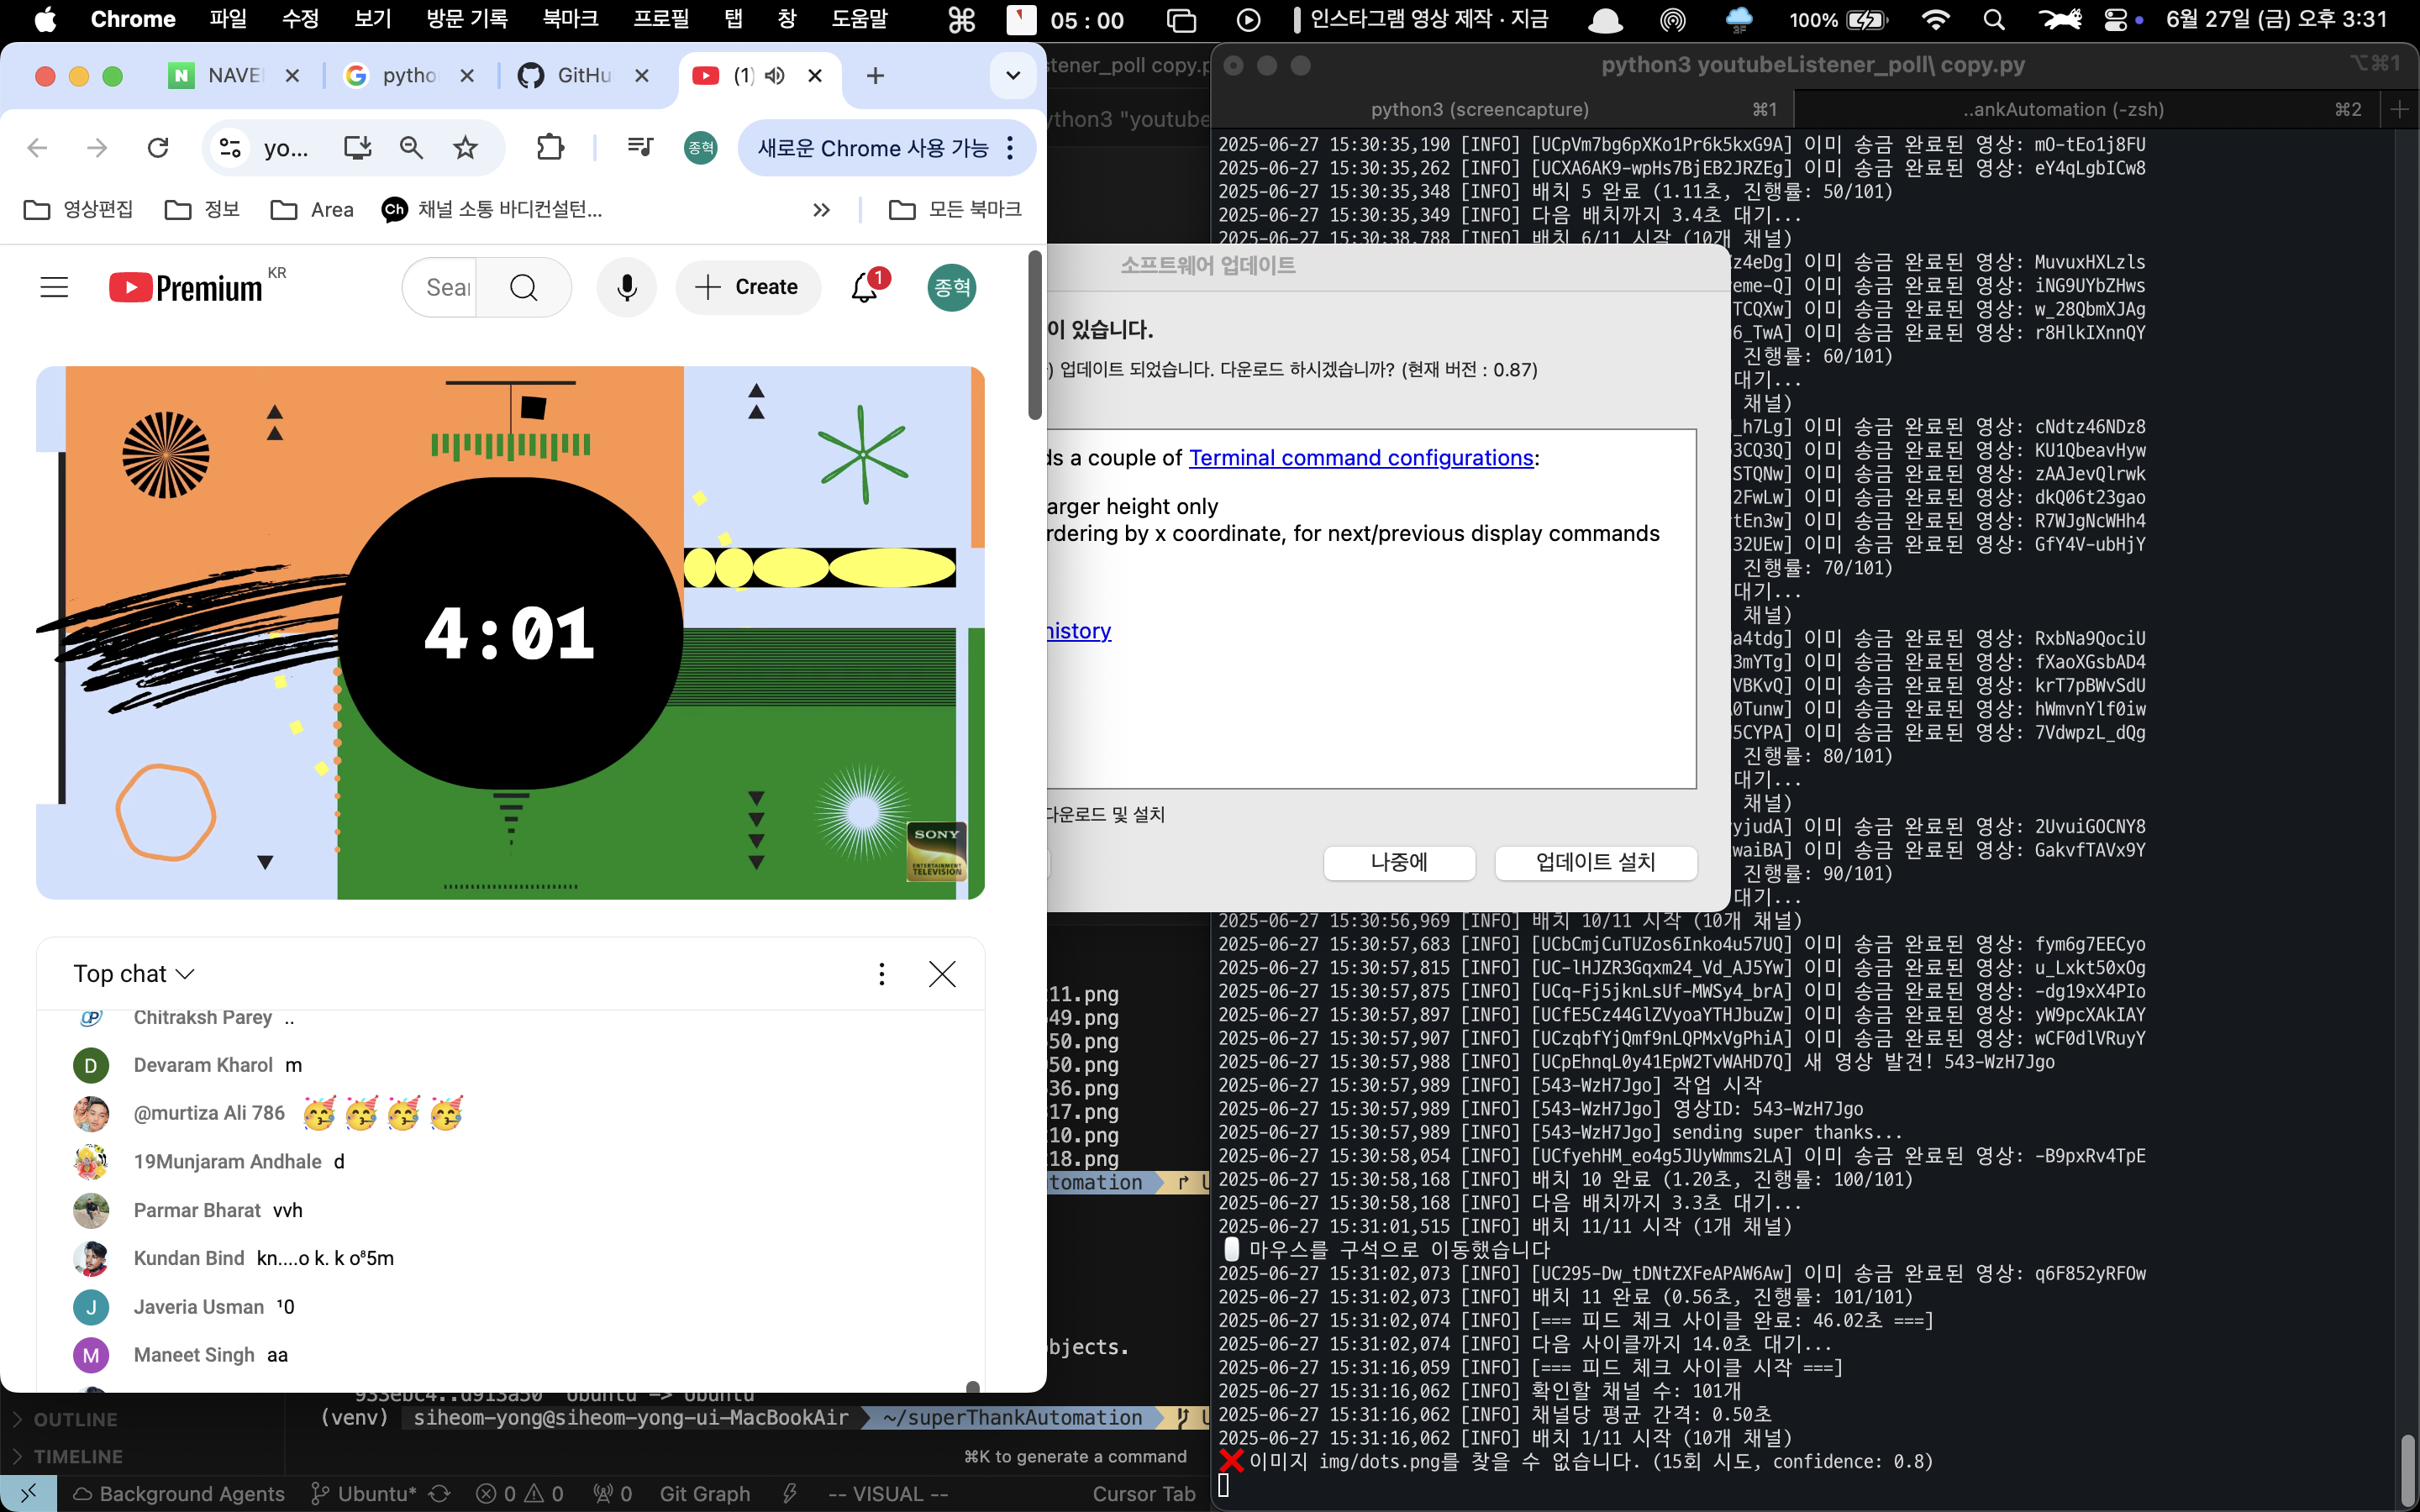 Chrome 파일 수정 보기 방문 기록 북마크 프로필 탭 창 도움말 05 : 00 인스타그램 영상 제작 · 지금 100% 6월 27일 (금) 오후 3:31
NAVE pytho GitHu (1)
yo... 종혁 새로운 Chrome 사용 가능
영상편집 정보 Area 채널 소통 바디컨설턴... 모든 북마크
Premium KR Sear Create 1 종혁
4:01
SONY
ENTERTAINMENT
TELEVISION
Top chat
Chitraksh Parey ..
D Devaram Kharol m
@murtiza Ali 786 🥳🥳🥳🥳
19Munjaram Andhale d
Parmar Bharat vvh
Kundan Bind kn....o k. k o⁸5m
J Javeria Usman ¹0
M Maneet Singh aa
stener_poll copy.p
ython3 "youtube
소프트웨어 업데이트
이 있습니다.
) 업데이트 되었습니다. 다운로드 하시겠습니까? (현재 버전 : 0.87)
ds a couple of Terminal command configurations:
arger height only
rdering by x coordinate, for next/previous display commands
history
다운로드 및 설치
나중에 업데이트 설치
11.png
49.png
50.png
50.png
36.png
17.png
10.png
18.png
tomation
bjects.
933ebc4..d913a50 Ubuntu -> Ubuntu
(venv) siheom-yong@siheom-yong-ui-MacBookAir ~/superThankAutomation
⌘K to generate a command
OUTLINE
TIMELINE
Background Agents Ubuntu* 0 0 0 Git Graph -- VISUAL -- Cursor Tab
python3 youtubeListener_poll\ copy.py ⌥⌘1
python3 (screencapture) ⌘1 ..ankAutomation (-zsh) ⌘2
2025-06-27 15:30:35,190 [INFO] [UCpVm7bg6pXKo1Pr6k5kxG9A] 이미 송금 완료된 영상: mO-tEo1j8FU
2025-06-27 15:30:35,262 [INFO] [UCXA6AK9-wpHs7BjEB2JRZEg] 이미 송금 완료된 영상: eY4qLgbICw8
2025-06-27 15:30:35,348 [INFO] 배치 5 완료 (1.11초, 진행률: 50/101)
2025-06-27 15:30:35,349 [INFO] 다음 배치까지 3.4초 대기...
2025-06-27 15:30:38,788 [INFO] 배치 6/11 시작 (10개 채널)
z4eDg] 이미 송금 완료된 영상: MuvuxHXLzls
eme-Q] 이미 송금 완료된 영상: iNG9UYbZHws
TCQXw] 이미 송금 완료된 영상: w_28QbmXJAg
6_TwA] 이미 송금 완료된 영상: r8HlkIXnnQY
진행률: 60/101)
대기...
채널)
_h7Lg] 이미 송금 완료된 영상: cNdtz46NDz8
3CQ3Q] 이미 송금 완료된 영상: KU1QbeavHyw
STQNw] 이미 송금 완료된 영상: zAAJevQlrwk
2FwLw] 이미 송금 완료된 영상: dkQ06t23gao
tEn3w] 이미 송금 완료된 영상: R7WJgNcWHh4
32UEw] 이미 송금 완료된 영상: GfY4V-ubHjY
진행률: 70/101)
대기...
채널)
a4tdg] 이미 송금 완료된 영상: RxbNa9QociU
3mYTg] 이미 송금 완료된 영상: fXaoXGsbAD4
VBKvQ] 이미 송금 완료된 영상: krT7pBWvSdU
0Tunw] 이미 송금 완료된 영상: hWmvnYlf0iw
5CYPA] 이미 송금 완료된 영상: 7VdwpzL_dQg
진행률: 80/101)
대기...
채널)
yjudA] 이미 송금 완료된 영상: 2UvuiGOCNY8
waiBA] 이미 송금 완료된 영상: GakvfTAVx9Y
진행률: 90/101)
대기...
2025-06-27 15:30:56,969 [INFO] 배치 10/11 시작 (10개 채널)
2025-06-27 15:30:57,683 [INFO] [UCbCmjCuTUZos6Inko4u57UQ] 이미 송금 완료된 영상: fym6g7EECyo
2025-06-27 15:30:57,815 [INFO] [UC-lHJZR3Gqxm24_Vd_AJ5Yw] 이미 송금 완료된 영상: u_Lxkt50xOg
2025-06-27 15:30:57,875 [INFO] [UCq-Fj5jknLsUf-MWSy4_brA] 이미 송금 완료된 영상: -dg19xX4PIo
2025-06-27 15:30:57,897 [INFO] [UCfE5Cz44GlZVyoaYTHJbuZw] 이미 송금 완료된 영상: yW9pcXAkIAY
2025-06-27 15:30:57,907 [INFO] [UCzqbfYjQmf9nLQPMxVgPhiA] 이미 송금 완료된 영상: wCF0dlVRuyY
2025-06-27 15:30:57,988 [INFO] [UCpEhnqL0y41EpW2TvWAHD7Q] 새 영상 발견! 543-WzH7Jgo
2025-06-27 15:30:57,989 [INFO] [543-WzH7Jgo] 작업 시작
2025-06-27 15:30:57,989 [INFO] [543-WzH7Jgo] 영상ID: 543-WzH7Jgo
2025-06-27 15:30:57,989 [INFO] [543-WzH7Jgo] sending super thanks...
2025-06-27 15:30:58,054 [INFO] [UCfyehHM_eo4g5JUyWmms2LA] 이미 송금 완료된 영상: -B9pxRv4TpE
2025-06-27 15:30:58,168 [INFO] 배치 10 완료 (1.20초, 진행률: 100/101)
2025-06-27 15:30:58,168 [INFO] 다음 배치까지 3.3초 대기...
2025-06-27 15:31:01,515 [INFO] 배치 11/11 시작 (1개 채널)
마우스를 구석으로 이동했습니다
2025-06-27 15:31:02,073 [INFO] [UC295-Dw_tDNtZXFeAPAW6Aw] 이미 송금 완료된 영상: q6F852yRFOw
2025-06-27 15:31:02,073 [INFO] 배치 11 완료 (0.56초, 진행률: 101/101)
2025-06-27 15:31:02,074 [INFO] [=== 피드 체크 사이클 완료: 46.02초 ===]
2025-06-27 15:31:02,074 [INFO] 다음 사이클까지 14.0초 대기...
2025-06-27 15:31:16,059 [INFO] [=== 피드 체크 사이클 시작 ===]
2025-06-27 15:31:16,062 [INFO] 확인할 채널 수: 101개
2025-06-27 15:31:16,062 [INFO] 채널당 평균 간격: 0.50초
2025-06-27 15:31:16,062 [INFO] 배치 1/11 시작 (10개 채널)
❌ 이미지 img/dots.png를 찾을 수 없습니다. (15회 시도, confidence: 0.8)